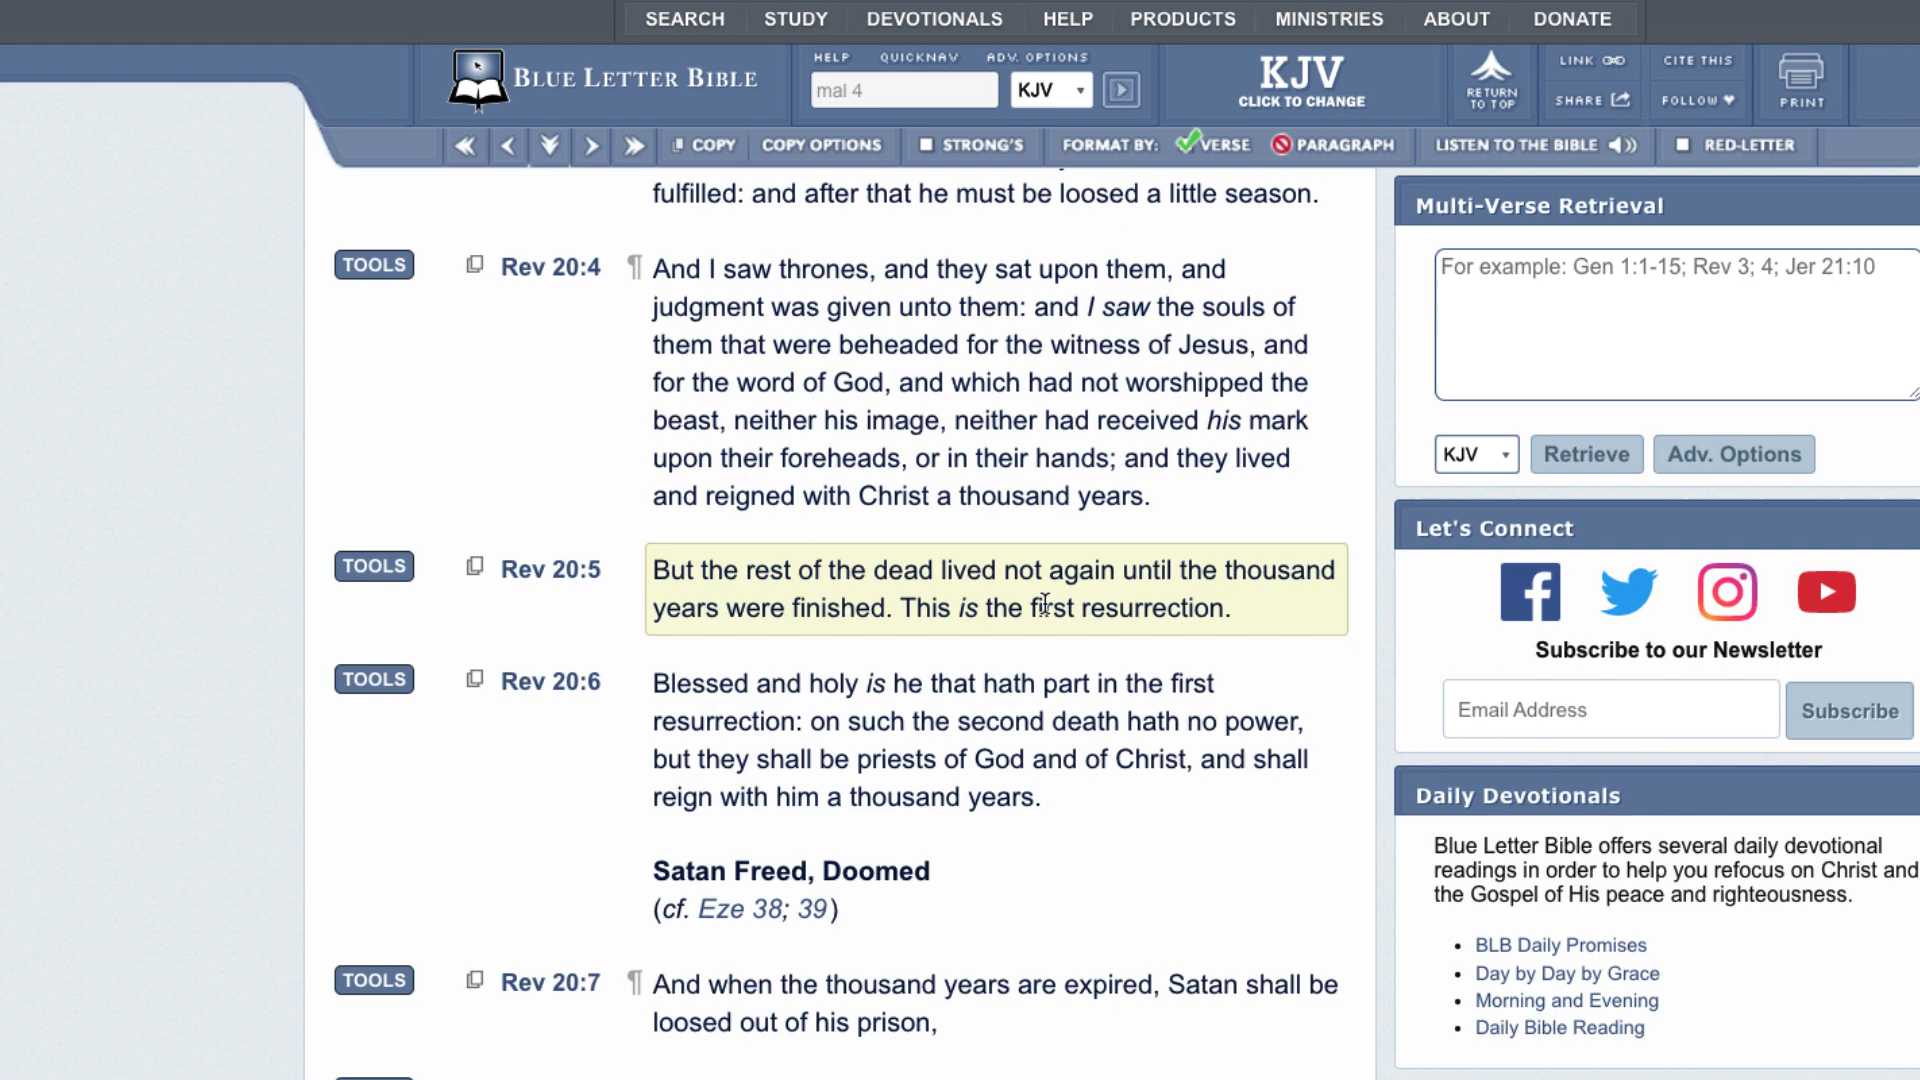 SEARCH STUDY DEVOTIONALS HELP PRODUCTS MINISTRIES ABOUT DONATE
BLUE LETTER BIBLE
HELP QUICKNAV ADV. OPTIONS
mal 4 KJV
KJV
CLICK TO CHANGE
RETURN
TO TOP
LINK
SHARE
CITE THIS
FOLLOW
PRINT
COPY COPY OPTIONS STRONG'S FORMAT BY: VERSE PARAGRAPH LISTEN TO THE BIBLE RED-LETTER
fulfilled: and after that he must be loosed a little season.
TOOLS Rev 20:4 ¶ And I saw thrones, and they sat upon them, and
judgment was given unto them: and I saw the souls of
them that were beheaded for the witness of Jesus, and
for the word of God, and which had not worshipped the
beast, neither his image, neither had received his mark
upon their foreheads, or in their hands; and they lived
and reigned with Christ a thousand years.
TOOLS Rev 20:5 But the rest of the dead lived not again until the thousand
years were finished. This is the first resurrection.
TOOLS Rev 20:6 Blessed and holy is he that hath part in the first
resurrection: on such the second death hath no power,
but they shall be priests of God and of Christ, and shall
reign with him a thousand years.
Satan Freed, Doomed
(cf. Eze 38; 39)
TOOLS Rev 20:7 ¶ And when the thousand years are expired, Satan shall be
loosed out of his prison,
Multi-Verse Retrieval
For example: Gen 1:1-15; Rev 3; 4; Jer 21:10
KJV Retrieve Adv. Options
Let's Connect
Subscribe to our Newsletter
Email Address Subscribe
Daily Devotionals
Blue Letter Bible offers several daily devotional
readings in order to help you refocus on Christ and
the Gospel of His peace and righteousness.
• BLB Daily Promises
• Day by Day by Grace
• Morning and Evening
• Daily Bible Reading